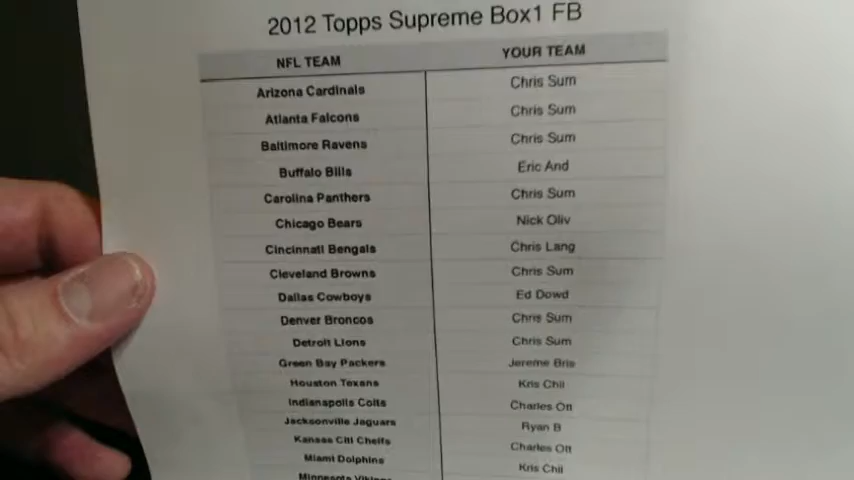 2012 Topps Supreme Box1 FB
NFL TEAM YOUR TEAM
Arizona Cardinals Chris Sum
Atlanta Falcons Chris Sum
Baltimore Ravens Chris Sum
Buffalo Bills Eric And
Carolina Panthers Chris Sum
Chicago Bears Nick Oliv
Cincinnati Bengals Chris Lang
Cleveland Browns Chris Sum
Dallas Cowboys Ed Dowd
Denver Broncos Chris Sum
Detroit Lions Chris Sum
Green Bay Packers Jereme Bris
Houston Texans Kris Chil
Indianapolis Colts Charles Ott
Jacksonville Jaguars Ryan B
Kansas Citi Cheifs Charles Ott
Miami Dolphins Kris Chil
Minnesota Vikings